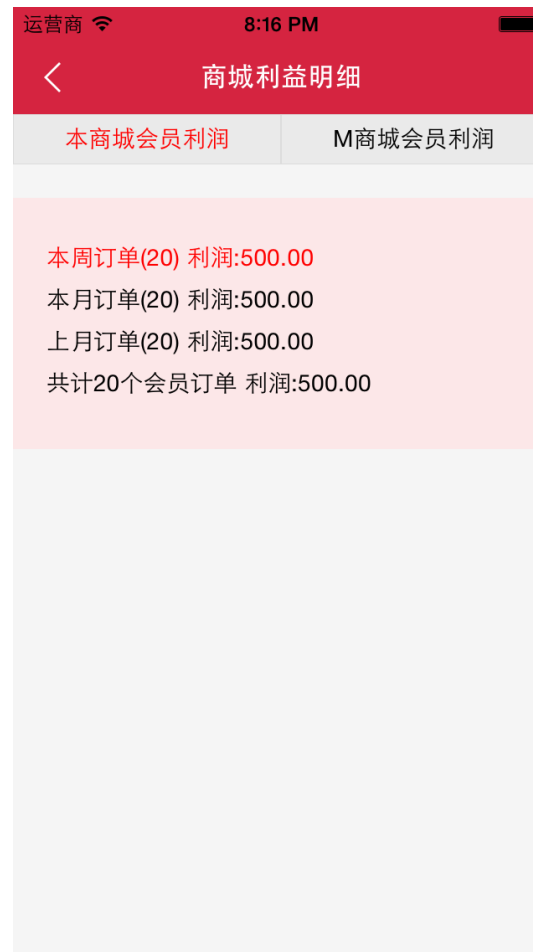 运营商 8:16 PM
商城利益明细
本商城会员利润 M商城会员利润
本周订单(20) 利润:500.00
本月订单(20) 利润:500.00
上月订单(20) 利润:500.00
共计20个会员订单 利润:500.00